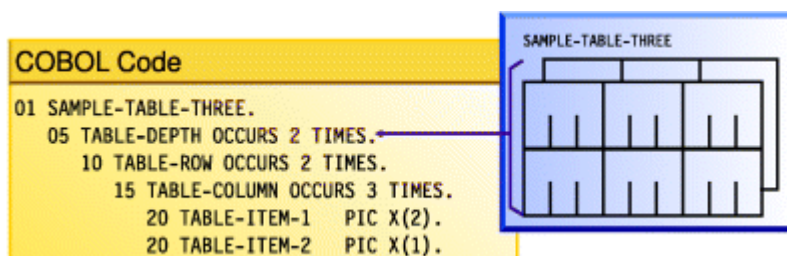 COBOL Code
01 SAMPLE-TABLE-THREE.
05 TABLE-DEPTH OCCURS 2 TIMES.
10 TABLE-ROW OCCURS 2 TIMES.
15 TABLE-COLUMN OCCURS 3 TIMES.
20 TABLE-ITEM-1 PIC X(2).
20 TABLE-ITEM-2 PIC X(1).
SAMPLE-TABLE-THREE